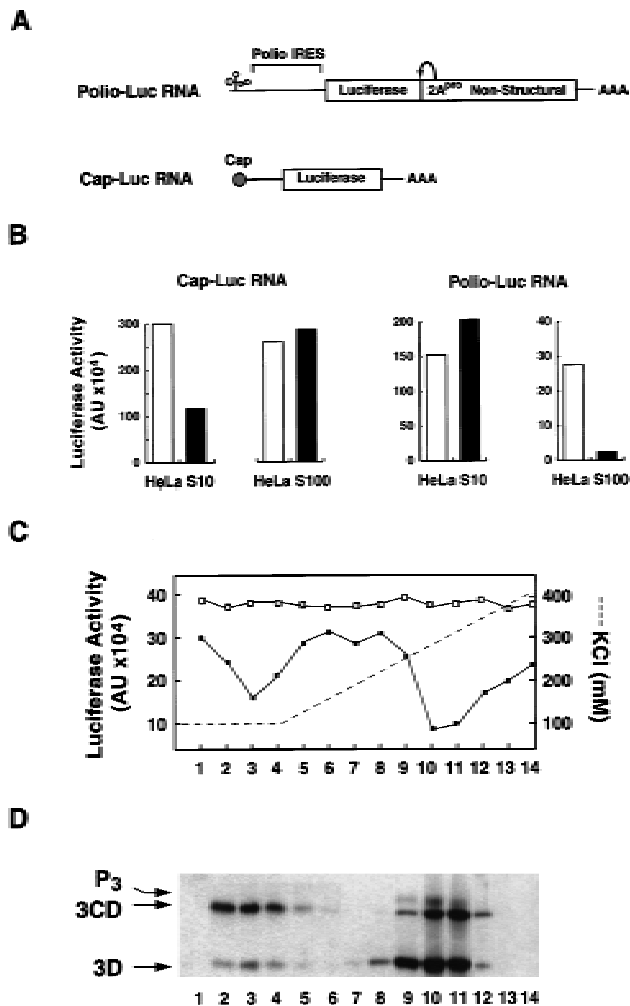 A
Polio IRES
Polio-Luc RNA
Luciferase
2Apro
Non-Structural
AAA
Cap
Cap-Luc RNA
Luciferase
AAA
B
Cap-Luc RNA
Polio-Luc RNA
Luciferase Activity
(AU x10⁴)
300
200
100
0
200
150
100
50
0
40
30
20
10
0
HeLa S10
HeLa S100
HeLa S10
HeLa S100
C
Luciferase Activity
(AU x10⁴)
40
30
20
10
400
300
200
100
KCl (mM)
1 2 3 4 5 6 7 8 9 10 11 12 13 14
D
P3
3CD
3D
1 2 3 4 5 6 7 8 9 10 11 12 13 14